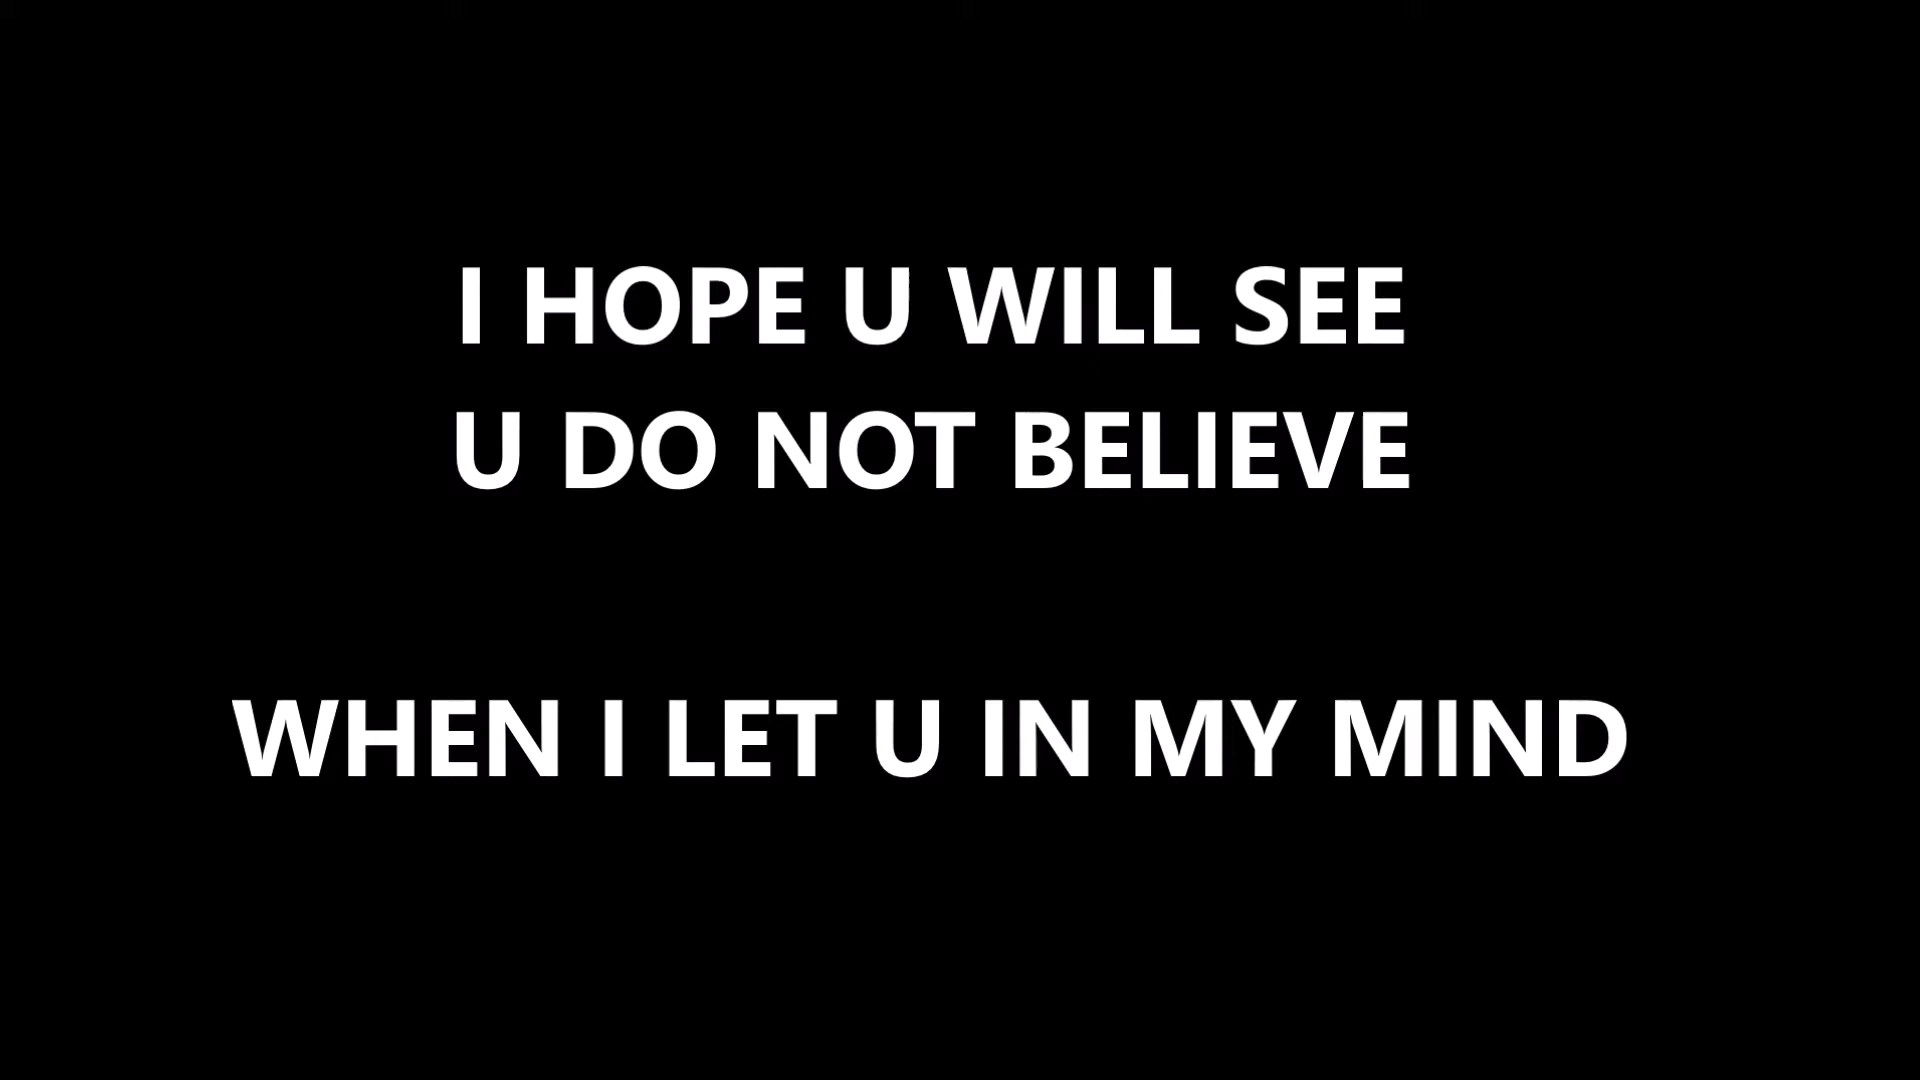 I HOPE U WILL SEE
U DO NOT BELIEVE
WHEN I LET U IN MY MIND